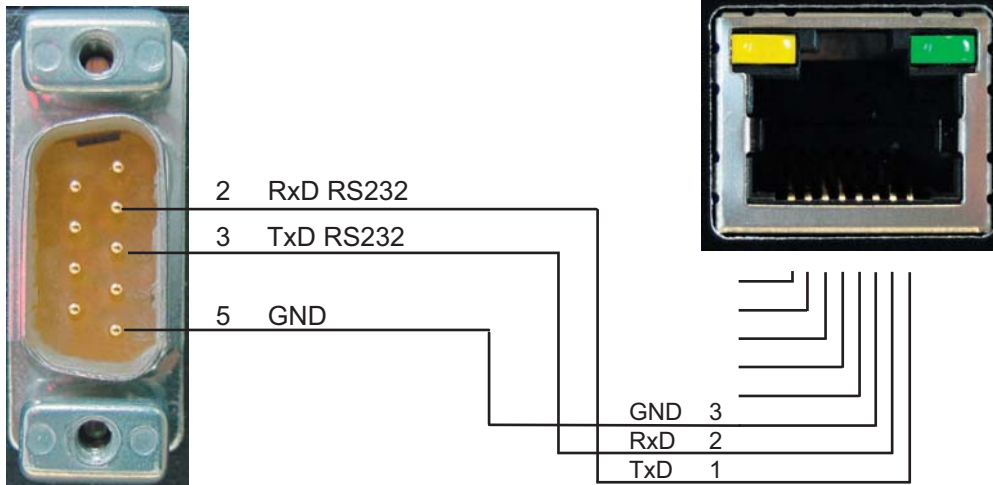 2 RxD RS232
3 TxD RS232
5 GND
GND 3
RxD 2
TxD 1